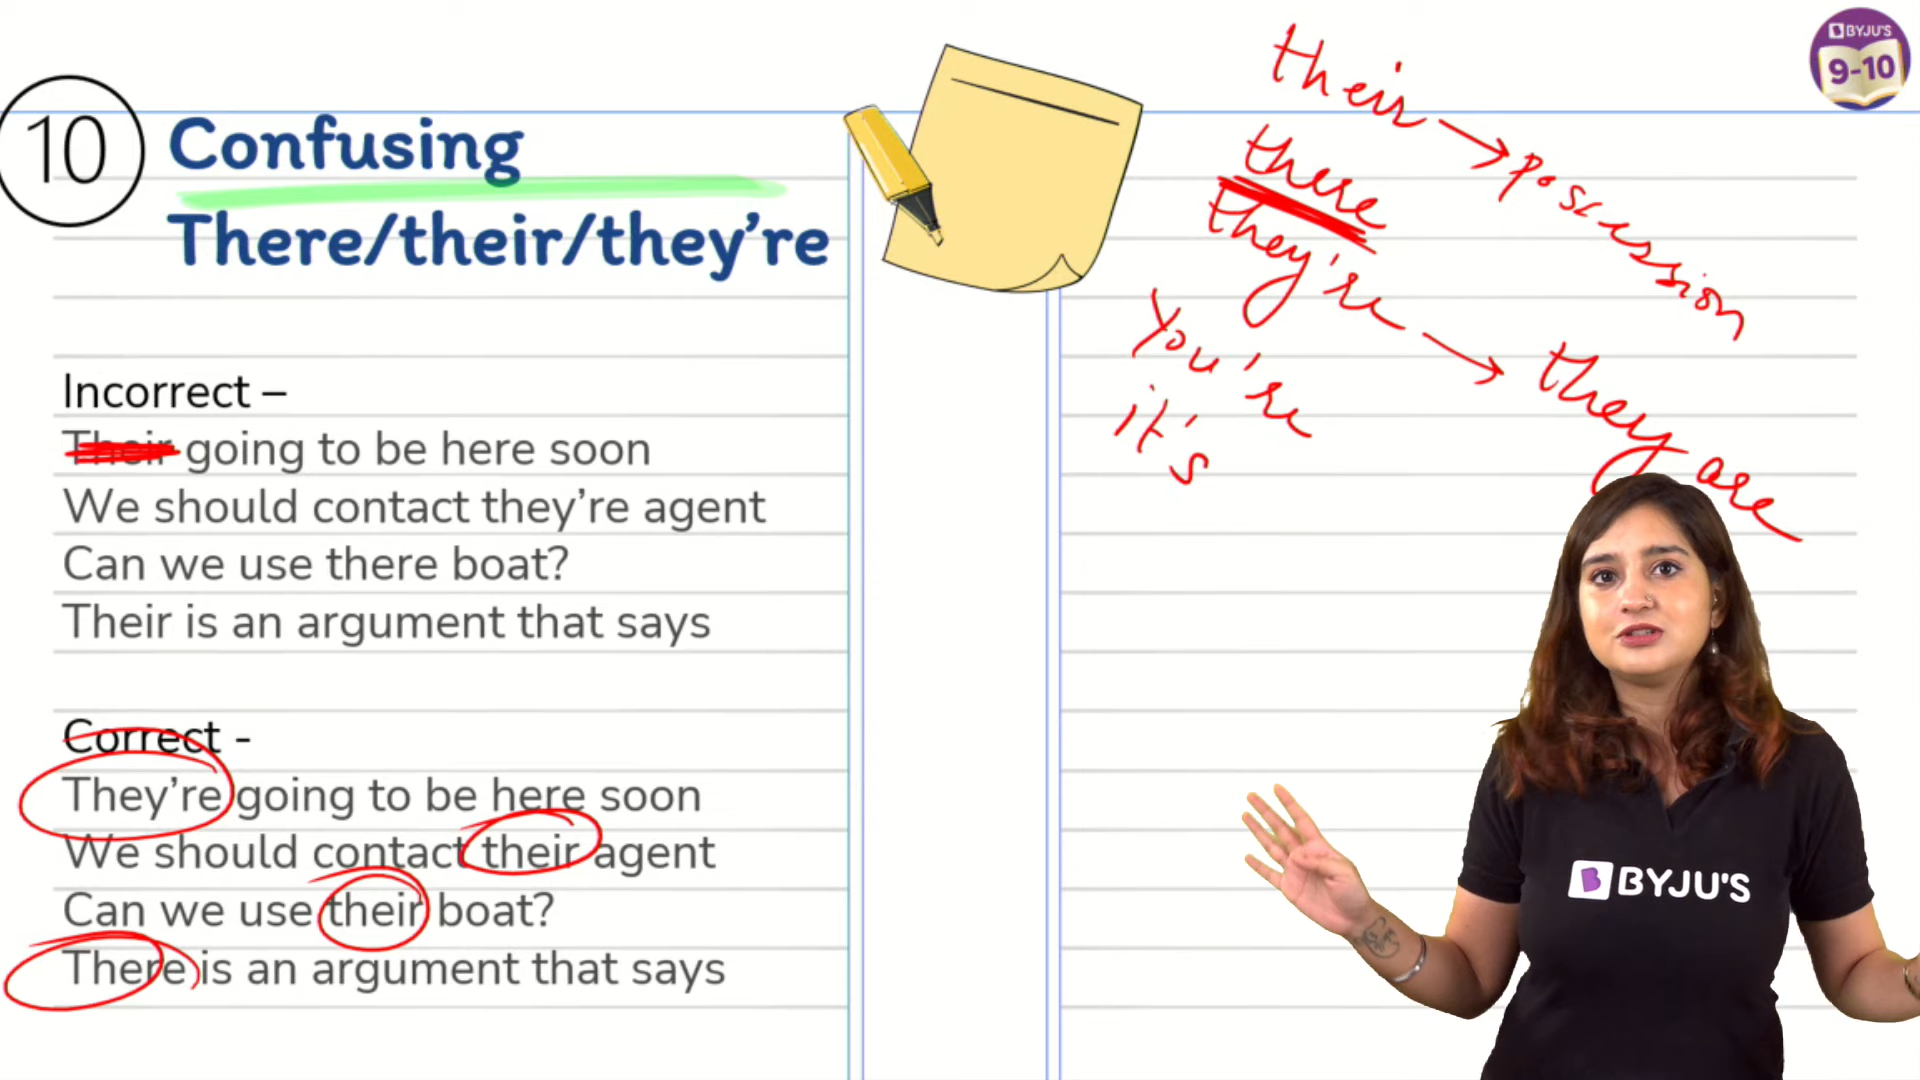 10
Confusing
There/their/they're
Incorrect –
Their going to be here soon
We should contact they're agent
Can we use there boat?
Their is an argument that says
Correct -
They're going to be here soon
We should contact their agent
Can we use their boat?
There is an argument that says
their → possession
there
they're → they are
You're
it's
BYJU'S
9-10
BYJU'S